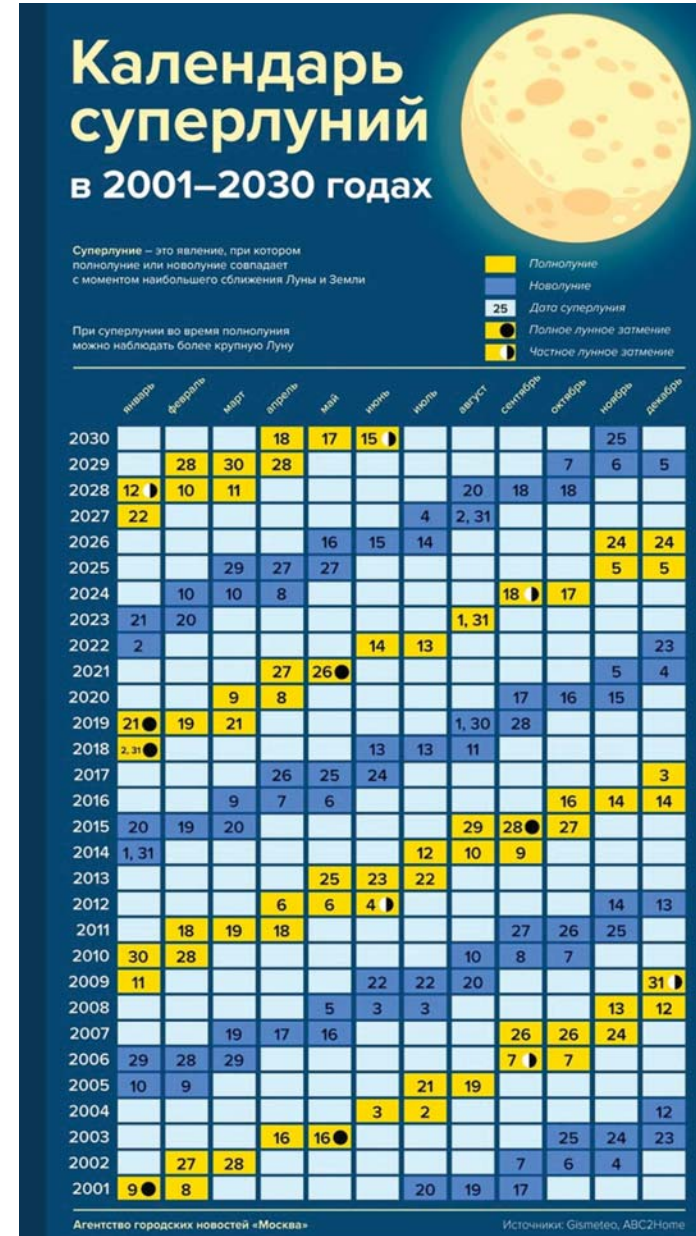 Календарь
суперлуний
в 2001–2030 годах
Суперлуние – это явление, при котором
полнолуние или новолуние совпадает
с моментом наибольшего сближения Луны и Земли
При суперлунии во время полнолуния
можно наблюдать более крупную Луну
Полнолуние
Новолуние
25 Дата суперлуния
Полное лунное затмение
Частное лунное затмение
январь февраль март апрель май июнь июль август сентябрь октябрь ноябрь декабрь
2030 18 17 15 25
2029 28 30 28 7 6 5
2028 12 10 11 20 18 18
2027 22 4 2, 31
2026 16 15 14 24 24
2025 29 27 27 5 5
2024 10 10 8 18 17
2023 21 20 1, 31
2022 2 14 13 23
2021 27 26 5 4
2020 9 8 17 16 15
2019 21 19 21 1, 30 28
2018 2, 31 13 13 11
2017 26 25 24 3
2016 9 7 6 16 14 14
2015 20 19 20 29 28 27
2014 1, 31 12 10 9
2013 25 23 22
2012 6 6 4 14 13
2011 18 19 18 27 26 25
2010 30 28 10 8 7
2009 11 22 22 20 31
2008 5 3 3 13 12
2007 19 17 16 26 26 24
2006 29 28 29 7 7
2005 10 9 21 19
2004 3 2 12
2003 16 16 25 24 23
2002 27 28 7 6 4
2001 9 8 20 19 17
Агентство городских новостей «Москва»
Источники: Gismeteo, ABC2Home